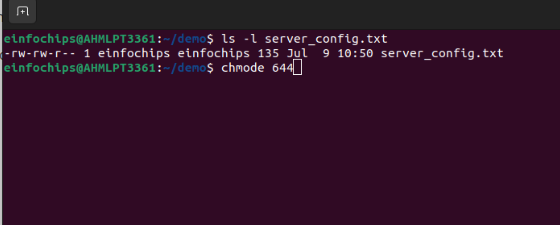 einfochips@AHMLPT3361:~/demo$ ls -l server_config.txt
-rw-rw-r-- 1 einfochips einfochips 135 Jul  9 10:50 server_config.txt
einfochips@AHMLPT3361:~/demo$ chmode 644